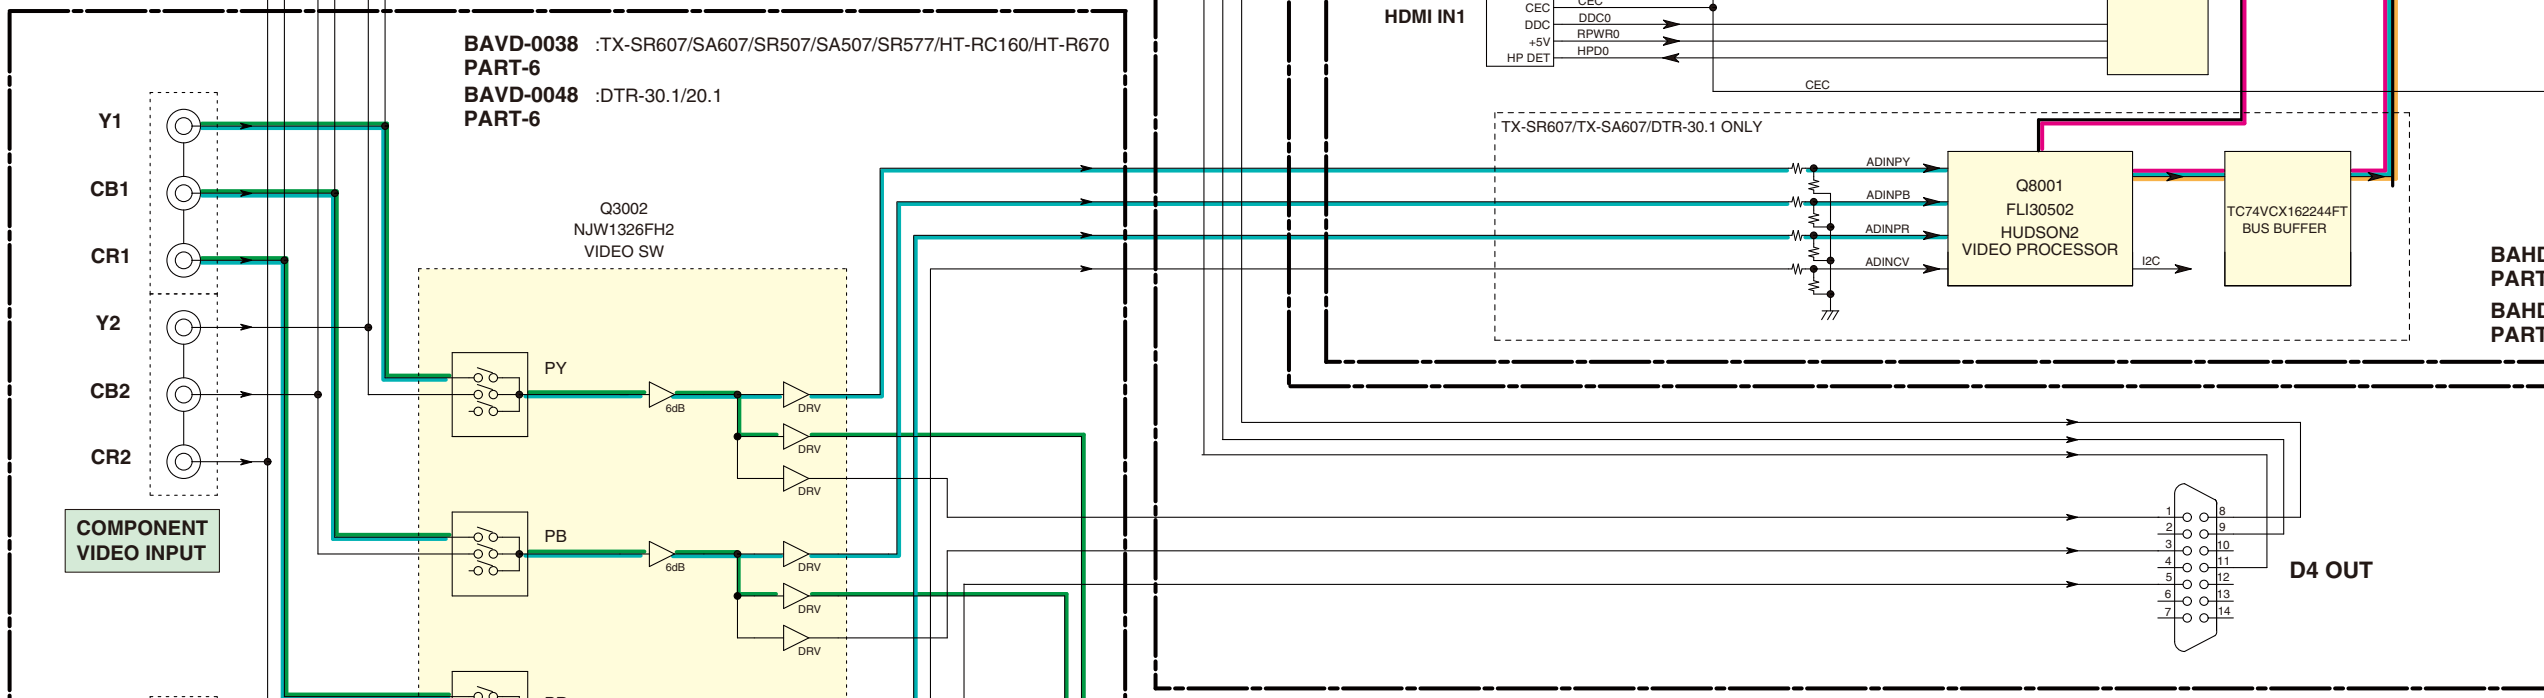 CEC CEC
HDMI IN1
DDC DDC0
+5V RPWR0
HP DET HPD0
CEC
BAVD-0038 :TX-SR607/SA607/SR507/SA507/SR577/HT-RC160/HT-R670
PART-6
BAVD-0048 :DTR-30.1/20.1
PART-6
Y1
CB1
CR1
Y2
CB2
CR2
COMPONENT
VIDEO INPUT
Q3002
NJW1326FH2
VIDEO SW
PY
6dB
DRV
DRV
DRV
PB
6dB
DRV
DRV
DRV
TX-SR607/TX-SA607/DTR-30.1 ONLY
ADINPY
ADINPB
ADINPR
ADINCV
Q8001
FLI30502
HUDSON2
VIDEO PROCESSOR
I2C
TC74VCX162244FT
BUS BUFFER
BAHD
PART
BAHD
PART
1 8
2 9
3 10
4 11
5 12
6 13
7 14
D4 OUT